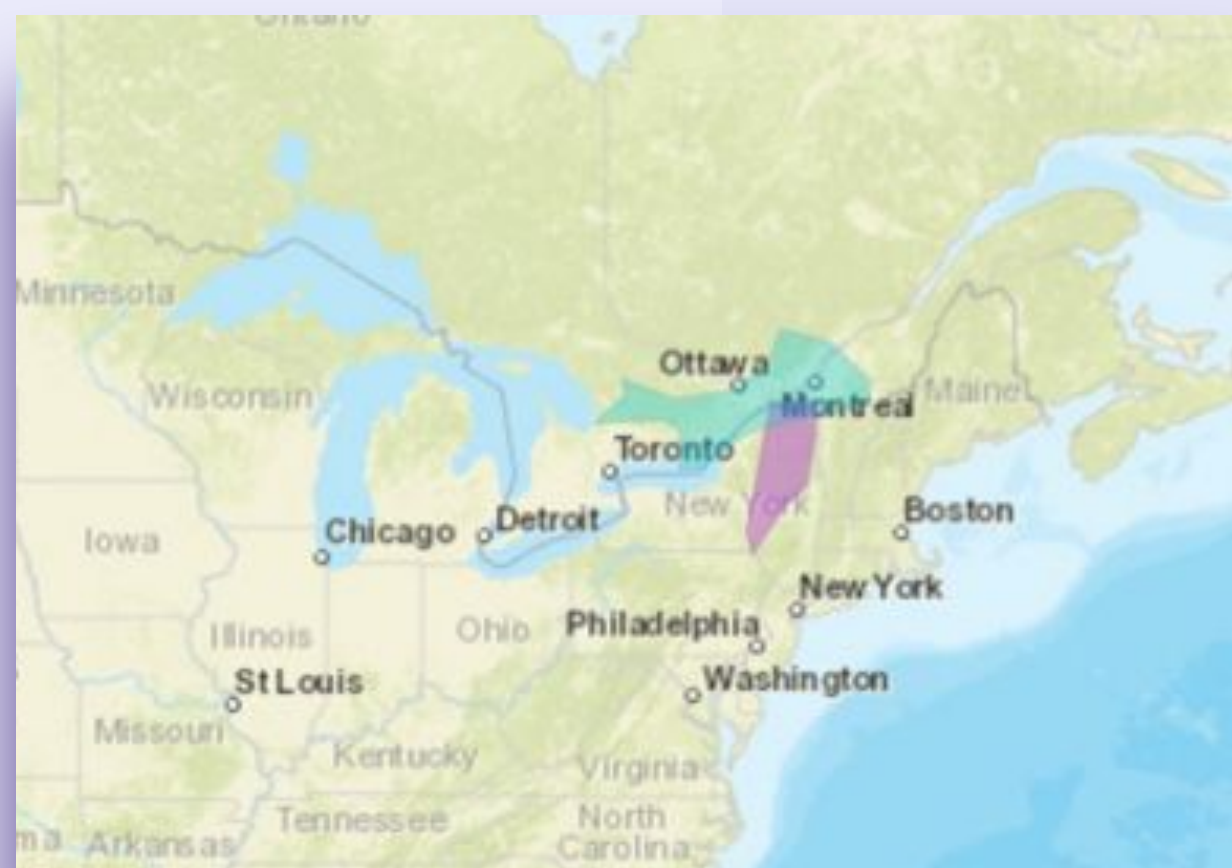 Ontario
Minnesota
Ottawa
Wisconsin
Maine
Montreal
Toronto
New York
Boston
Detroit
Chicago
Iowa
New York
Illinois
Ohio
Philadelphia
St Louis
Washington
Missouri
Kentucky
Virginia
Tennessee
North
Carolina
ma
Arkansas